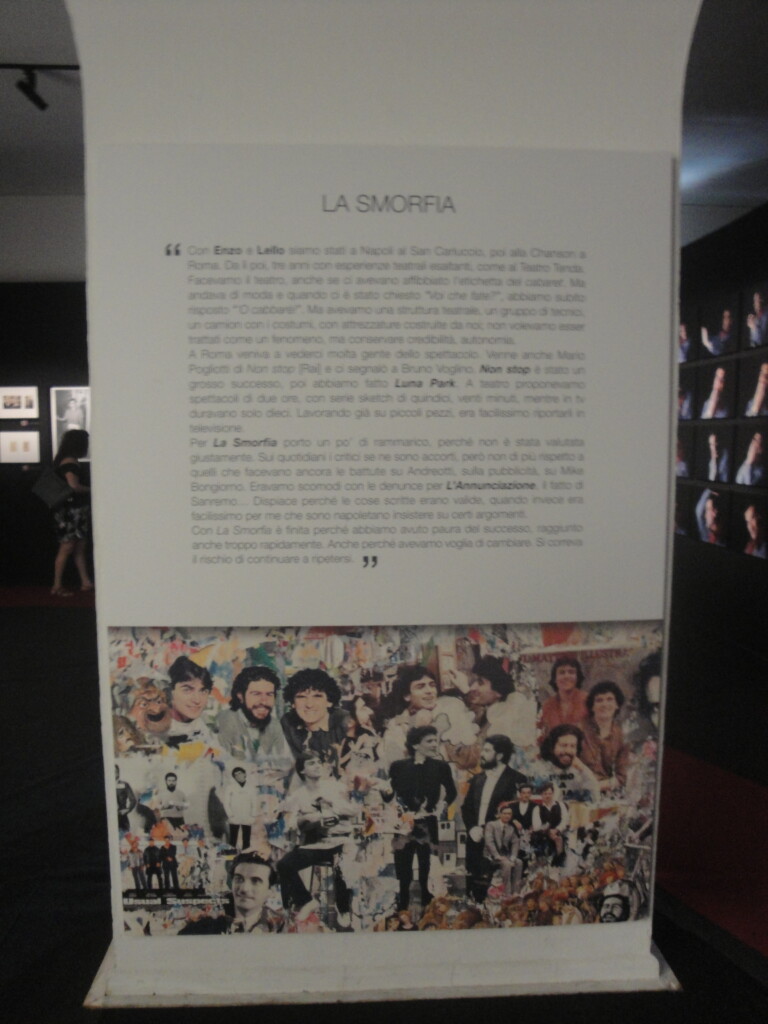 LA SMORFIA
“ Con Enzo e Lello siamo stati a Napoli al San Carluccio, poi alla Chanson a
Roma. Da lì poi, tre anni con esperienze teatrali esaltanti, come al Teatro Tenda.
Facevamo il teatro, anche se ci avevano affibbiato l'etichetta del cabaret. Ma
andava di moda e quando ci è stato chiesto "Voi che fate?", abbiamo subito
risposto "'O cabbarè!". Ma avevamo una struttura teatrale, un gruppo di tecnici,
un camion con i costumi, con attrezzature costruite da noi; non volevamo esser
trattati come un fenomeno, ma conservare credibilità, autonomia.
A Roma veniva a vederci molta gente dello spettacolo. Venne anche Mario
Pogliotti di Non stop [Rai] e ci segnalò a Bruno Voglino. Non stop è stato un
grosso successo, poi abbiamo fatto Luna Park. A teatro proponevamo
spettacoli di due ore, con serie sketch di quindici, venti minuti, mentre in tv
duravano solo dieci. Lavorando già su piccoli pezzi, era facilissimo riportarli in
televisione.
Per La Smorfia porto un po' di rammarico, perché non è stata valutata
giustamente. Sui quotidiani i critici se ne sono accorti, però non di più rispetto a
quelli che facevano ancora le battute su Andreotti, sulla pubblicità, su Mike
Bongiorno. Eravamo scomodi con le denunce per L'Annunciazione, il fatto di
Sanremo... Dispiace perché le cose scritte erano valide, quando invece era
facilissimo per me che sono napoletano insistere su certi argomenti.
Con La Smorfia è finita perché abbiamo avuto paura del successo, raggiunto
anche troppo rapidamente. Anche perché avevamo voglia di cambiare. Si correva
il rischio di continuare a ripetersi. ”
Usual Suspects